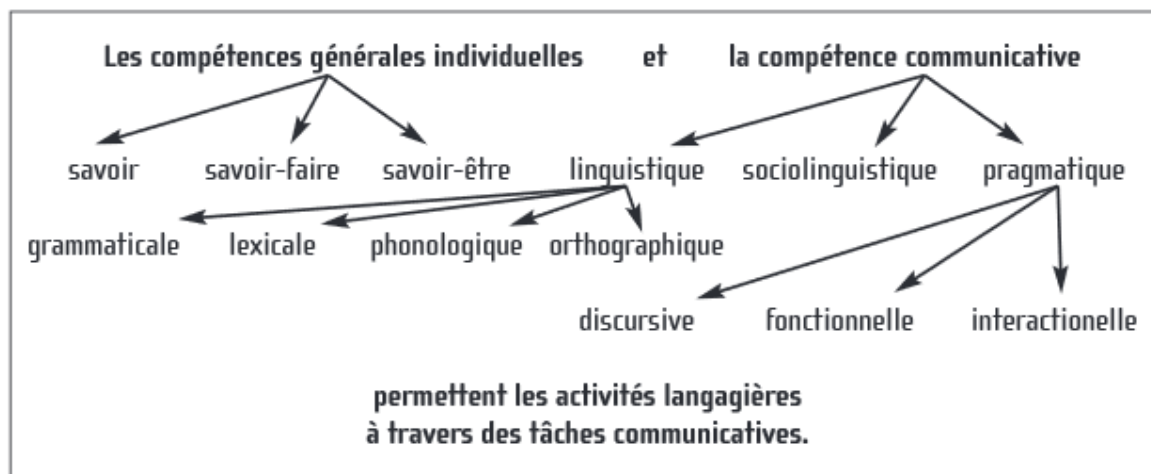 Les compétences générales individuelles et la compétence communicative
savoir savoir-faire savoir-être linguistique sociolinguistique pragmatique
grammaticale lexicale phonologique orthographique
discursive fonctionnelle interactionelle
permettent les activités langagières
à travers des tâches communicatives.